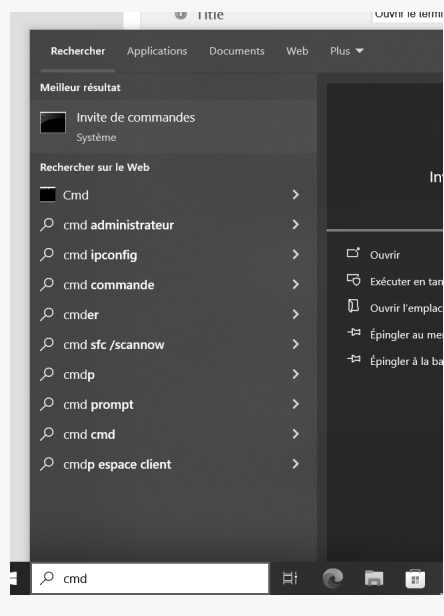 Title
Ouvrir le termi
Rechercher Applications Documents Web Plus
Meilleur résultat
Invite de commandes
Système
Rechercher sur le Web
Cmd
cmd administrateur
cmd ipconfig
cmd commande
cmder
cmd sfc /scannow
cmdp
cmd prompt
cmd cmd
cmdp espace client
In
Ouvrir
Exécuter en tan
Ouvrir l'emplac
Épingler au me
Épingler à la ba
cmd